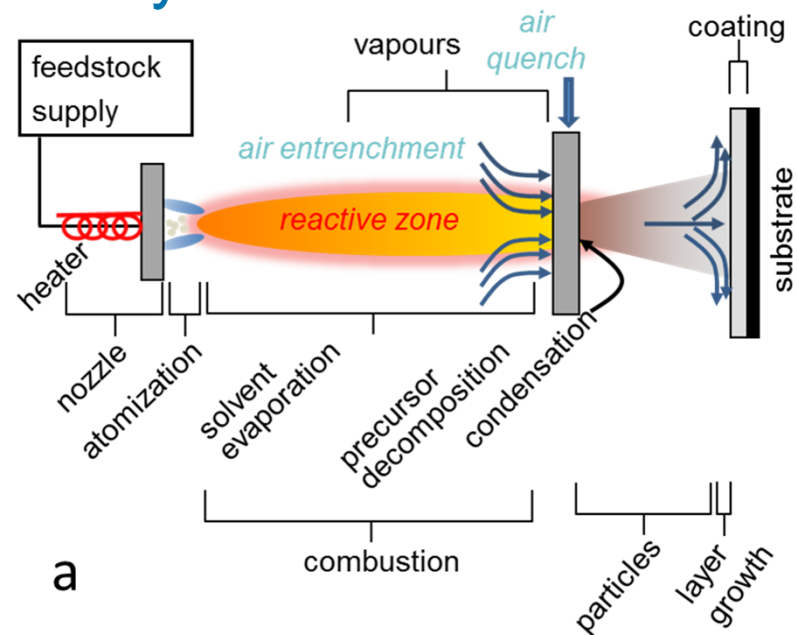 feedstock
supply
vapours
air
quench
coating
air entrenchment
reactive zone
heater
substrate
nozzle
atomization
solvent
evaporation
precursor
decomposition
condensation
combustion
particles
layer
growth
a